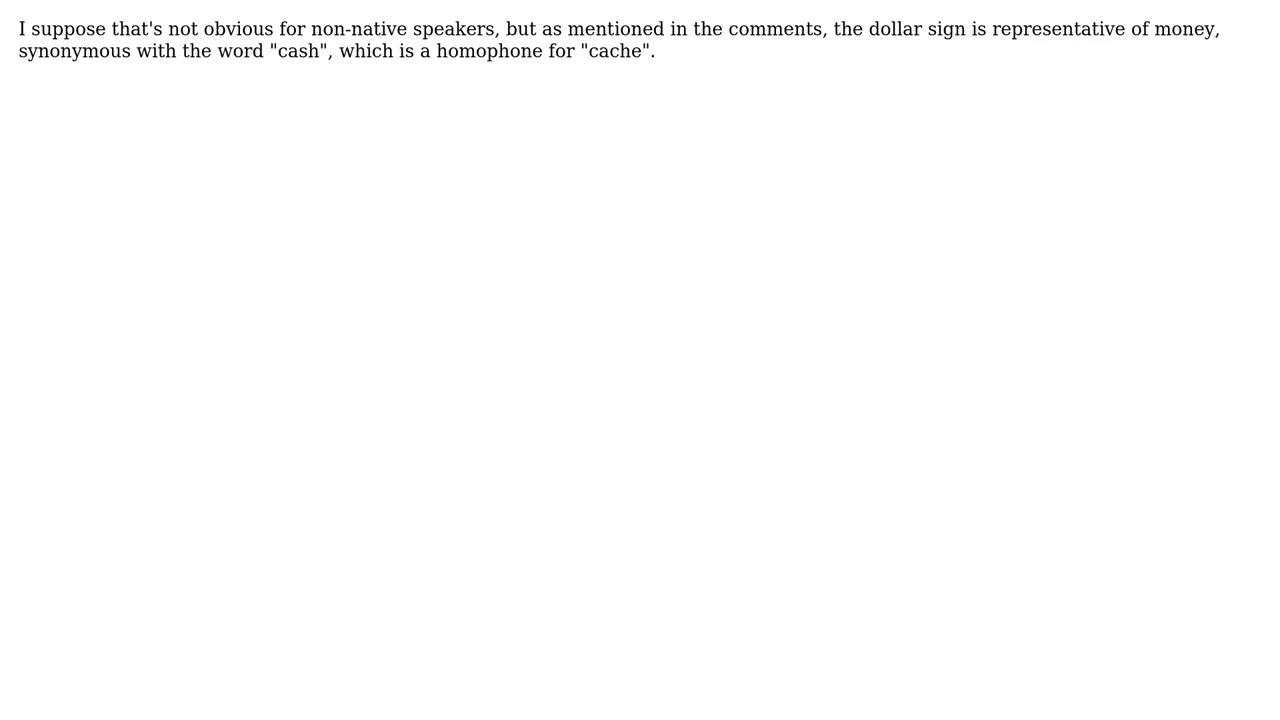 I suppose that's not obvious for non-native speakers, but as mentioned in the comments, the dollar sign is representative of money,
synonymous with the word "cash", which is a homophone for "cache".